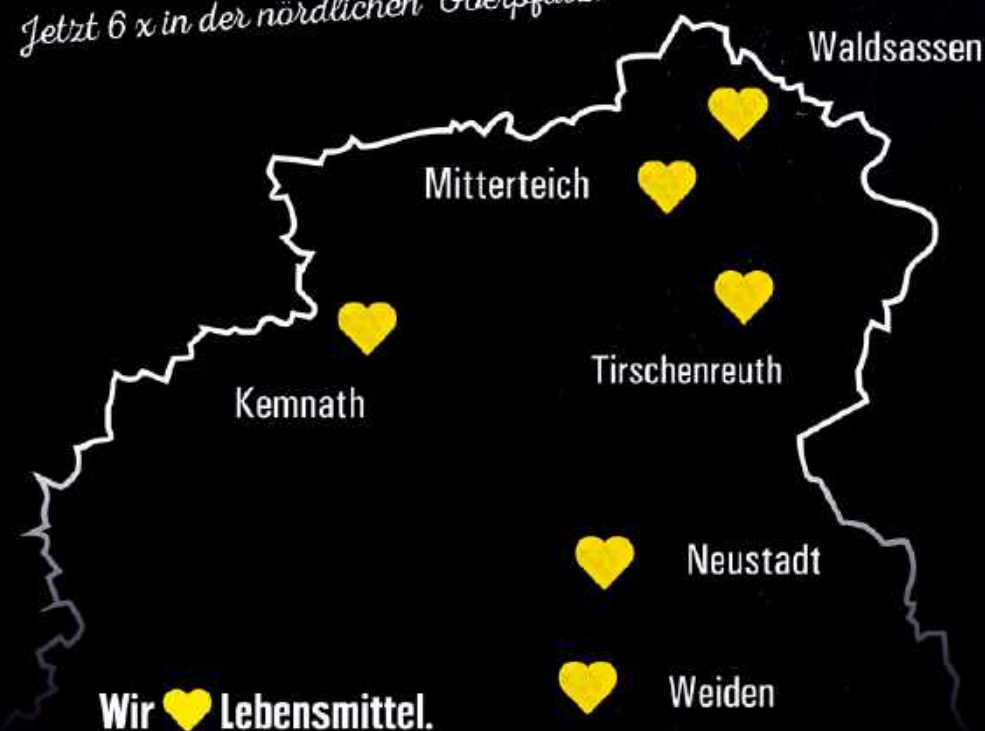 Jetzt 6 x in der nördlichen
Waldsassen
Mitterteich
Tirschenreuth
Kemnath
Neustadt
Weiden
Wir Lebensmittel.